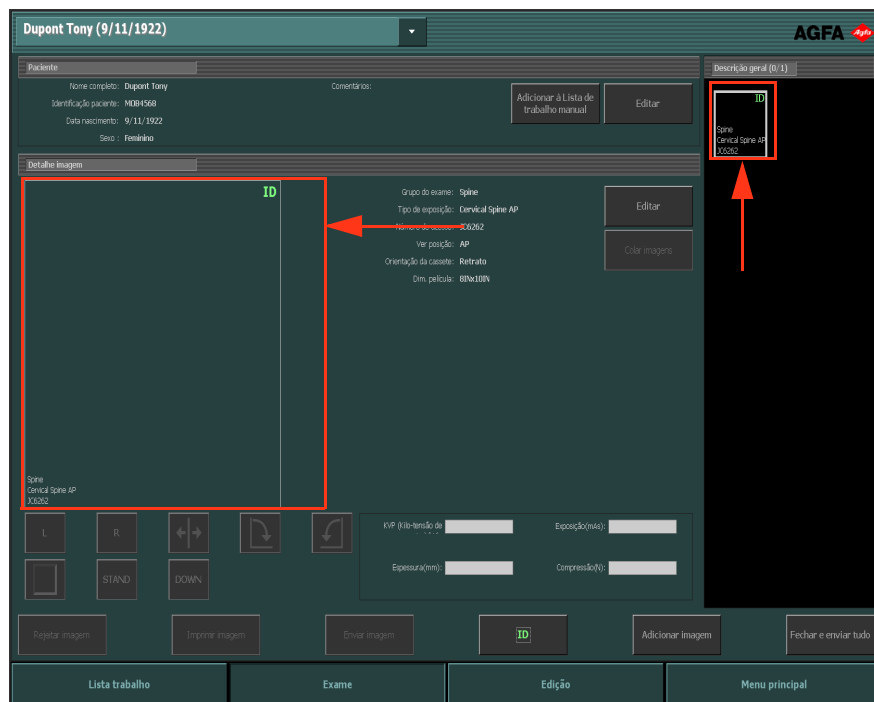 Dupont Tony (9/11/1922)
AGFA Agfa
Paciente
Nome completo: Dupont Tony
Identificação paciente: MOB4568
Data nascimento: 9/11/1922
Sexo : Feminino
Comentários:
Adicionar à Lista de
trabalho manual
Editar
Descrição geral (0/1)
ID
Spine
Cervical Spine AP
JC6262
Detalhe imagem
ID
Spine
Cervical Spine AP
JC6262
Grupo do exame: Spine
Tipo de exposição: Cervical Spine AP
JC6262
Ver posição: AP
Orientação da cassete: Retrato
Dim. película: 8INx10IN
Editar
Colar imagens
L
R
STAND
DOWN
KVP (Kilo-tensão de
Exposição(mAs):
Espessura(mm):
Compressão(N):
Rejeitar imagem
Imprimir imagem
Enviar imagem
ID
Adicionar imagem
Fechar e enviar tudo
Lista trabalho
Exame
Edição
Menu principal